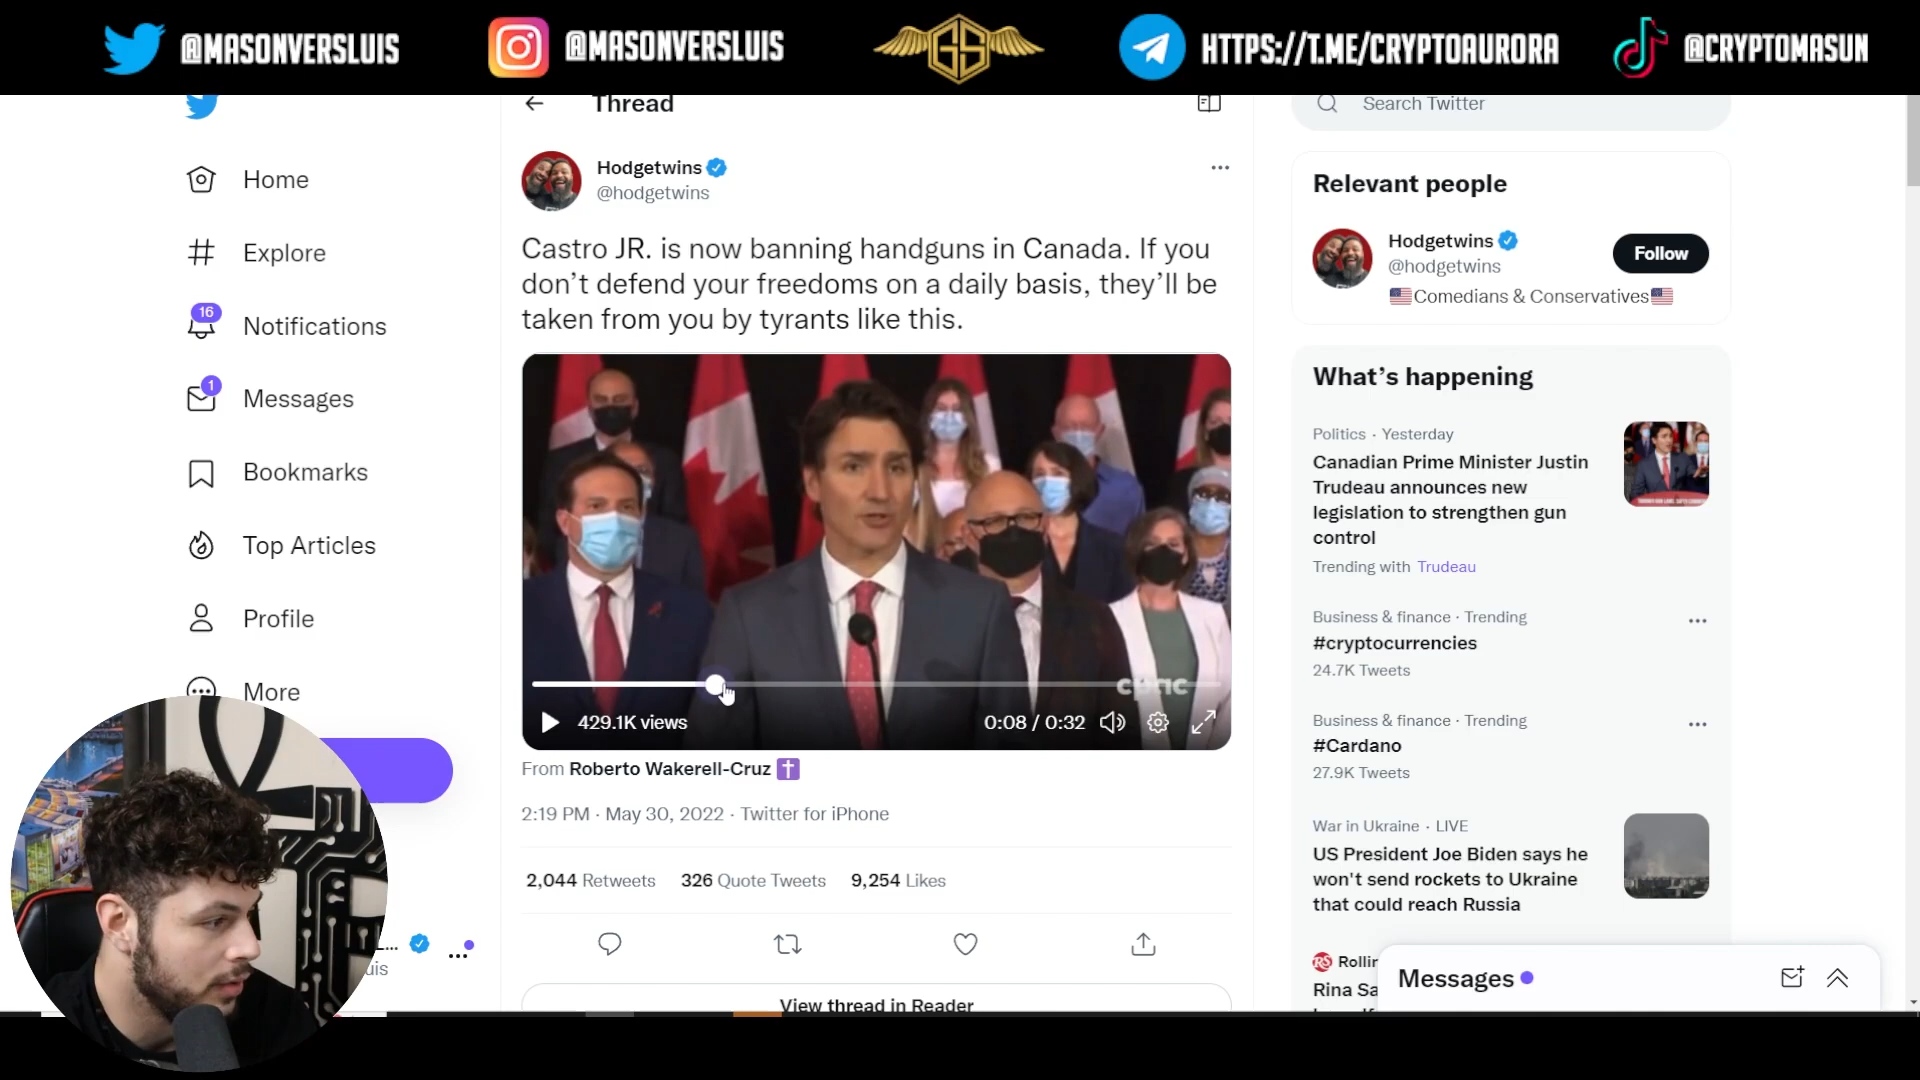 @MASONVERSLUIS
@MASONVERSLUIS
GS
HTTPS://T.ME/CRYPTOAURORA
@CRYPTOMASUN
Thread
Search Twitter
Home
Explore
16
Notifications
1
Messages
Bookmarks
Top Articles
Profile
More
L...
uis
Hodgetwins
@hodgetwins
Castro JR. is now banning handguns in Canada. If you
don’t defend your freedoms on a daily basis, they’ll be
taken from you by tyrants like this.
cpac
429.1K views
0:08 / 0:32
From Roberto Wakerell-Cruz ✝️
2:19 PM · May 30, 2022 · Twitter for iPhone
2,044 Retweets 326 Quote Tweets 9,254 Likes
View thread in Reader
Relevant people
Hodgetwins
@hodgetwins
Follow
🇺🇸Comedians & Conservatives🇺🇸
What’s happening
Politics · Yesterday
Canadian Prime Minister Justin
Trudeau announces new
legislation to strengthen gun
control
Trending with Trudeau
Business & finance · Trending
#cryptocurrencies
24.7K Tweets
Business & finance · Trending
#Cardano
27.9K Tweets
War in Ukraine · LIVE
US President Joe Biden says he
won't send rockets to Ukraine
that could reach Russia
RS Rollin
Rina Sa
Messages